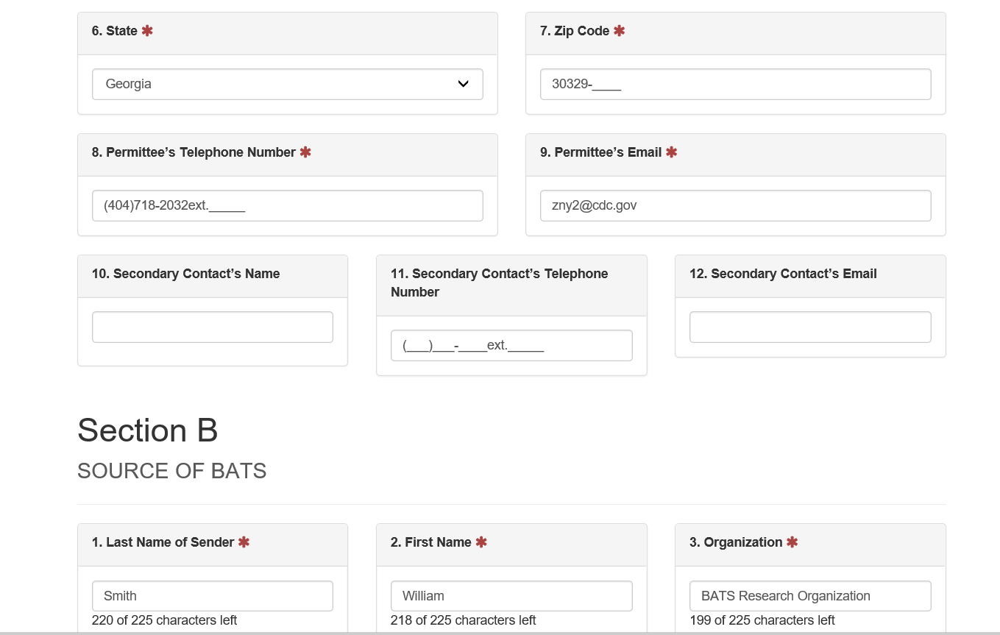 6. State ✱
7. Zip Code ✱
Georgia
30329-____
8. Permittee’s Telephone Number ✱
9. Permittee’s Email ✱
(404)718-2032ext._____
zny2@cdc.gov
10. Secondary Contact’s Name
11. Secondary Contact’s Telephone
Number
12. Secondary Contact’s Email
(___)___-____ext._____
Section B
SOURCE OF BATS
1. Last Name of Sender ✱
2. First Name ✱
3. Organization ✱
Smith
William
BATS Research Organization
220 of 225 characters left
218 of 225 characters left
199 of 225 characters left